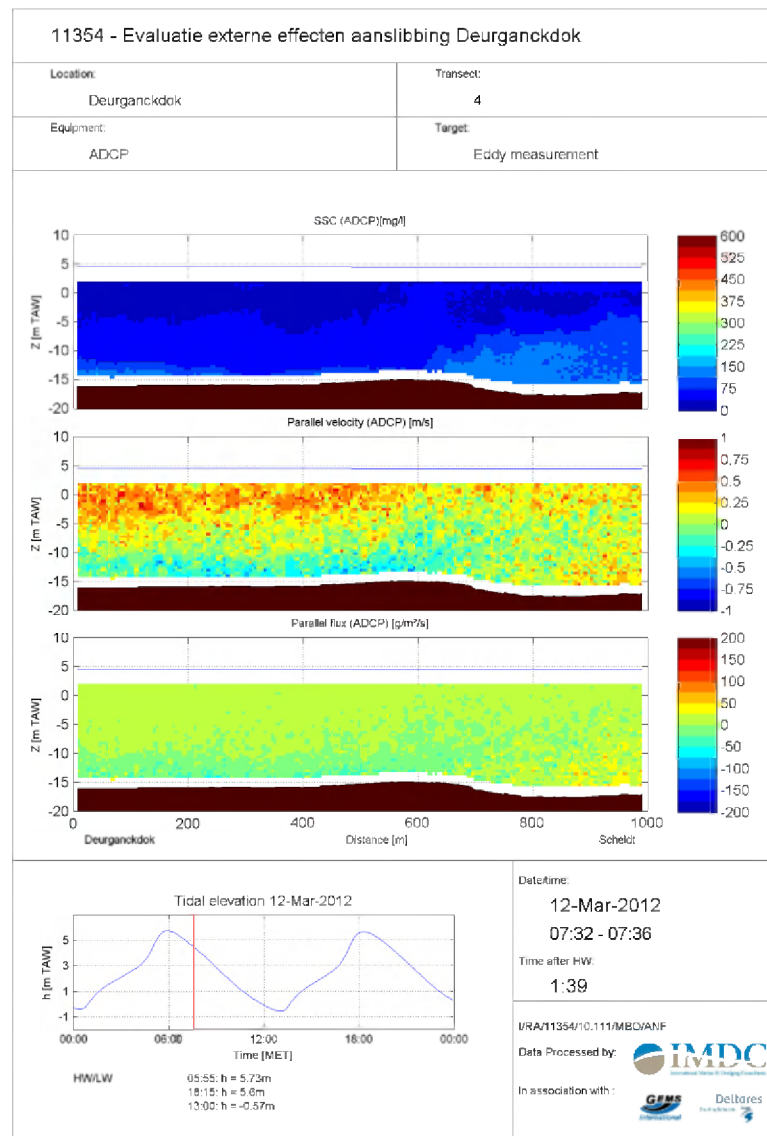 11354 - Evaluatie externe effecten aanslibbing Deurganckdok
Location:
Deurganckdok
Transect:
4
Equipment:
ADCP
Target:
Eddy measurement
SSC (ADCP)[mg/l]
10
5
0
-5
-10
-15
-20
Z [m TAW]
600
525
450
375
300
225
150
75
0
Parallel velocity (ADCP) [m/s]
10
5
0
-5
-10
-15
-20
Z [m TAW]
1
0.75
0.5
0.25
0
-0.25
-0.5
-0.75
-1
Parallel flux (ADCP) [g/m²/s]
10
5
0
-5
-10
-15
-20
Z [m TAW]
200
150
100
50
0
-50
-100
-150
-200
0 200 400 600 800 1000
Deurganckdok Distance [m] Scheldt
Tidal elevation 12-Mar-2012
5
3
1
-1
h [m TAW]
00:00 06:00 12:00 18:00 00:00
Time [MET]
HW/LW
05:55: h = 5.73m
18:15: h = 5.6m
13:00: h = -0.57m
Date/time:
12-Mar-2012
07:32 - 07:36
Time after HW:
1:39
I/RA/11354/10.111/MBO/ANF
Data Processed by:
IMDC
In association with :
GEMS
International
Deltares